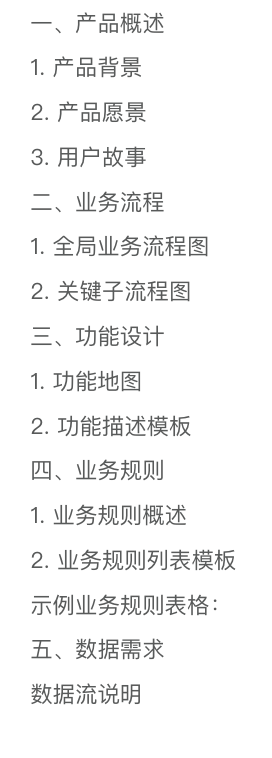 一、产品概述
1. 产品背景
2. 产品愿景
3. 用户故事
二、业务流程
1. 全局业务流程图
2. 关键子流程图
三、功能设计
1. 功能地图
2. 功能描述模板
四、业务规则
1. 业务规则概述
2. 业务规则列表模板
示例业务规则表格：
五、数据需求
数据流说明